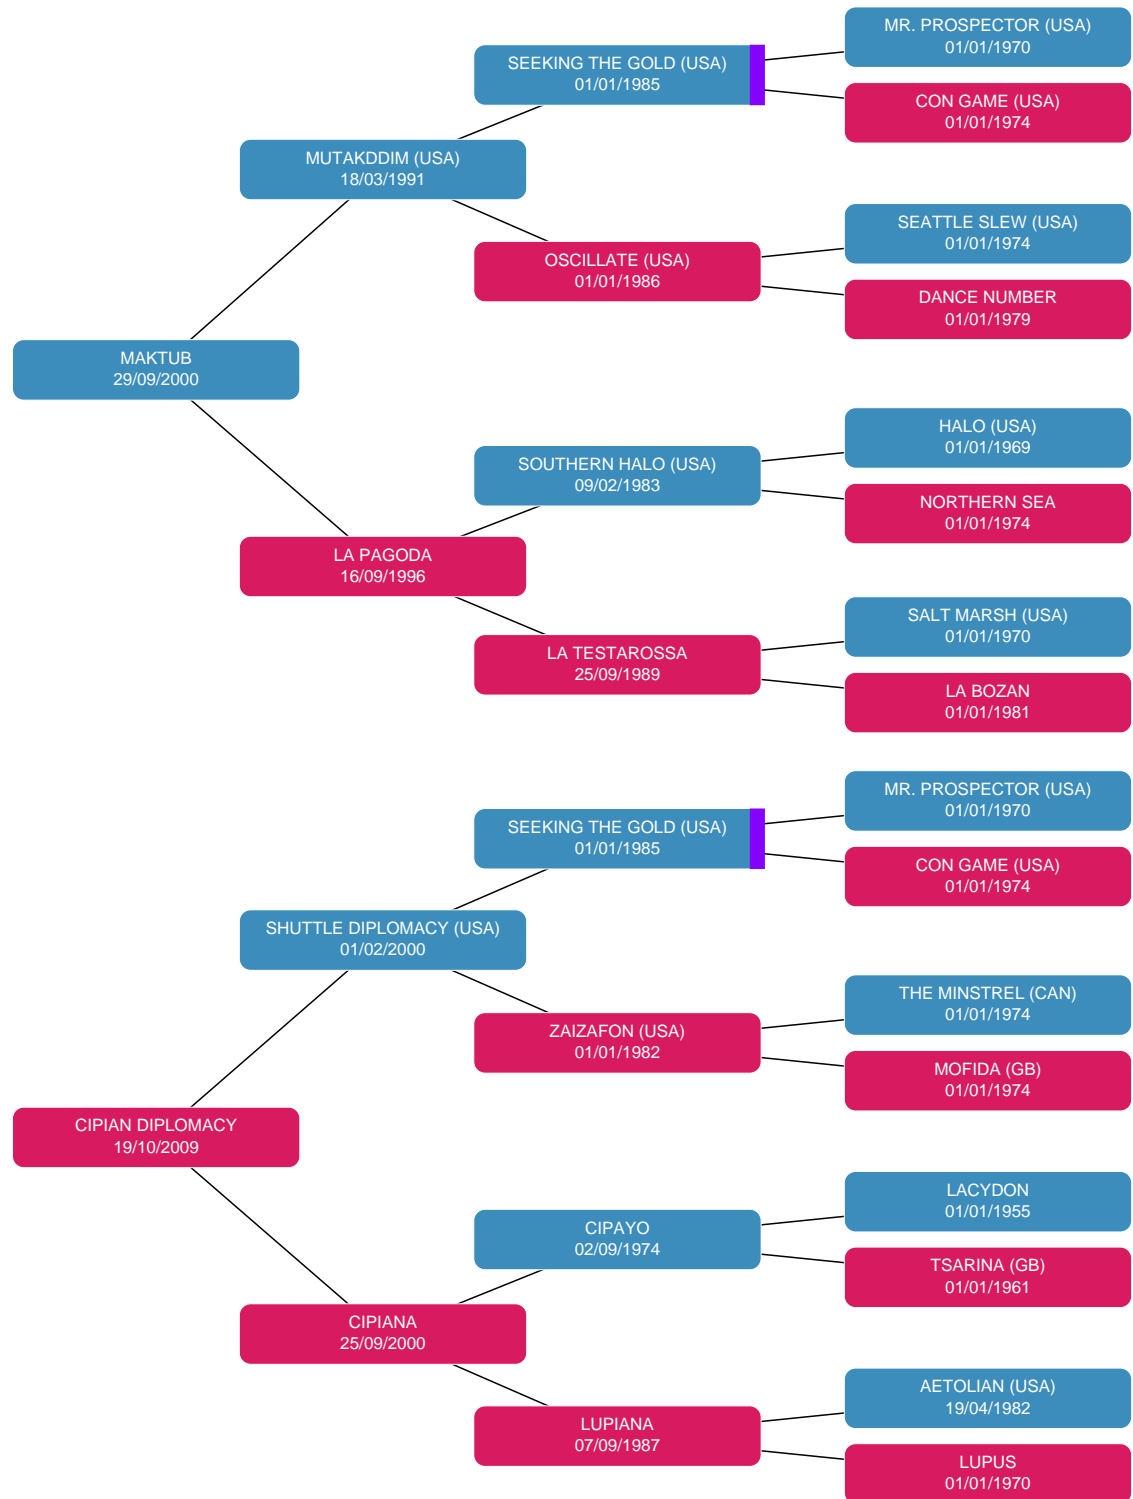 MR. PROSPECTOR (USA)
01/01/1970
SEEKING THE GOLD (USA)
01/01/1985
CON GAME (USA)
01/01/1974
MUTAKDDIM (USA)
18/03/1991
SEATTLE SLEW (USA)
01/01/1974
OSCILLATE (USA)
01/01/1986
DANCE NUMBER
01/01/1979
MAKTUB
29/09/2000
HALO (USA)
01/01/1969
SOUTHERN HALO (USA)
09/02/1983
NORTHERN SEA
01/01/1974
LA PAGODA
16/09/1996
SALT MARSH (USA)
01/01/1970
LA TESTAROSSA
25/09/1989
LA BOZAN
01/01/1981
MR. PROSPECTOR (USA)
01/01/1970
SEEKING THE GOLD (USA)
01/01/1985
CON GAME (USA)
01/01/1974
SHUTTLE DIPLOMACY (USA)
01/02/2000
THE MINSTREL (CAN)
01/01/1974
ZAIZAFON (USA)
01/01/1982
MOFIDA (GB)
01/01/1974
CIPIAN DIPLOMACY
19/10/2009
LACYDON
01/01/1955
CIPAYO
02/09/1974
TSARINA (GB)
01/01/1961
CIPIANA
25/09/2000
AETOLIAN (USA)
19/04/1982
LUPIANA
07/09/1987
LUPUS
01/01/1970